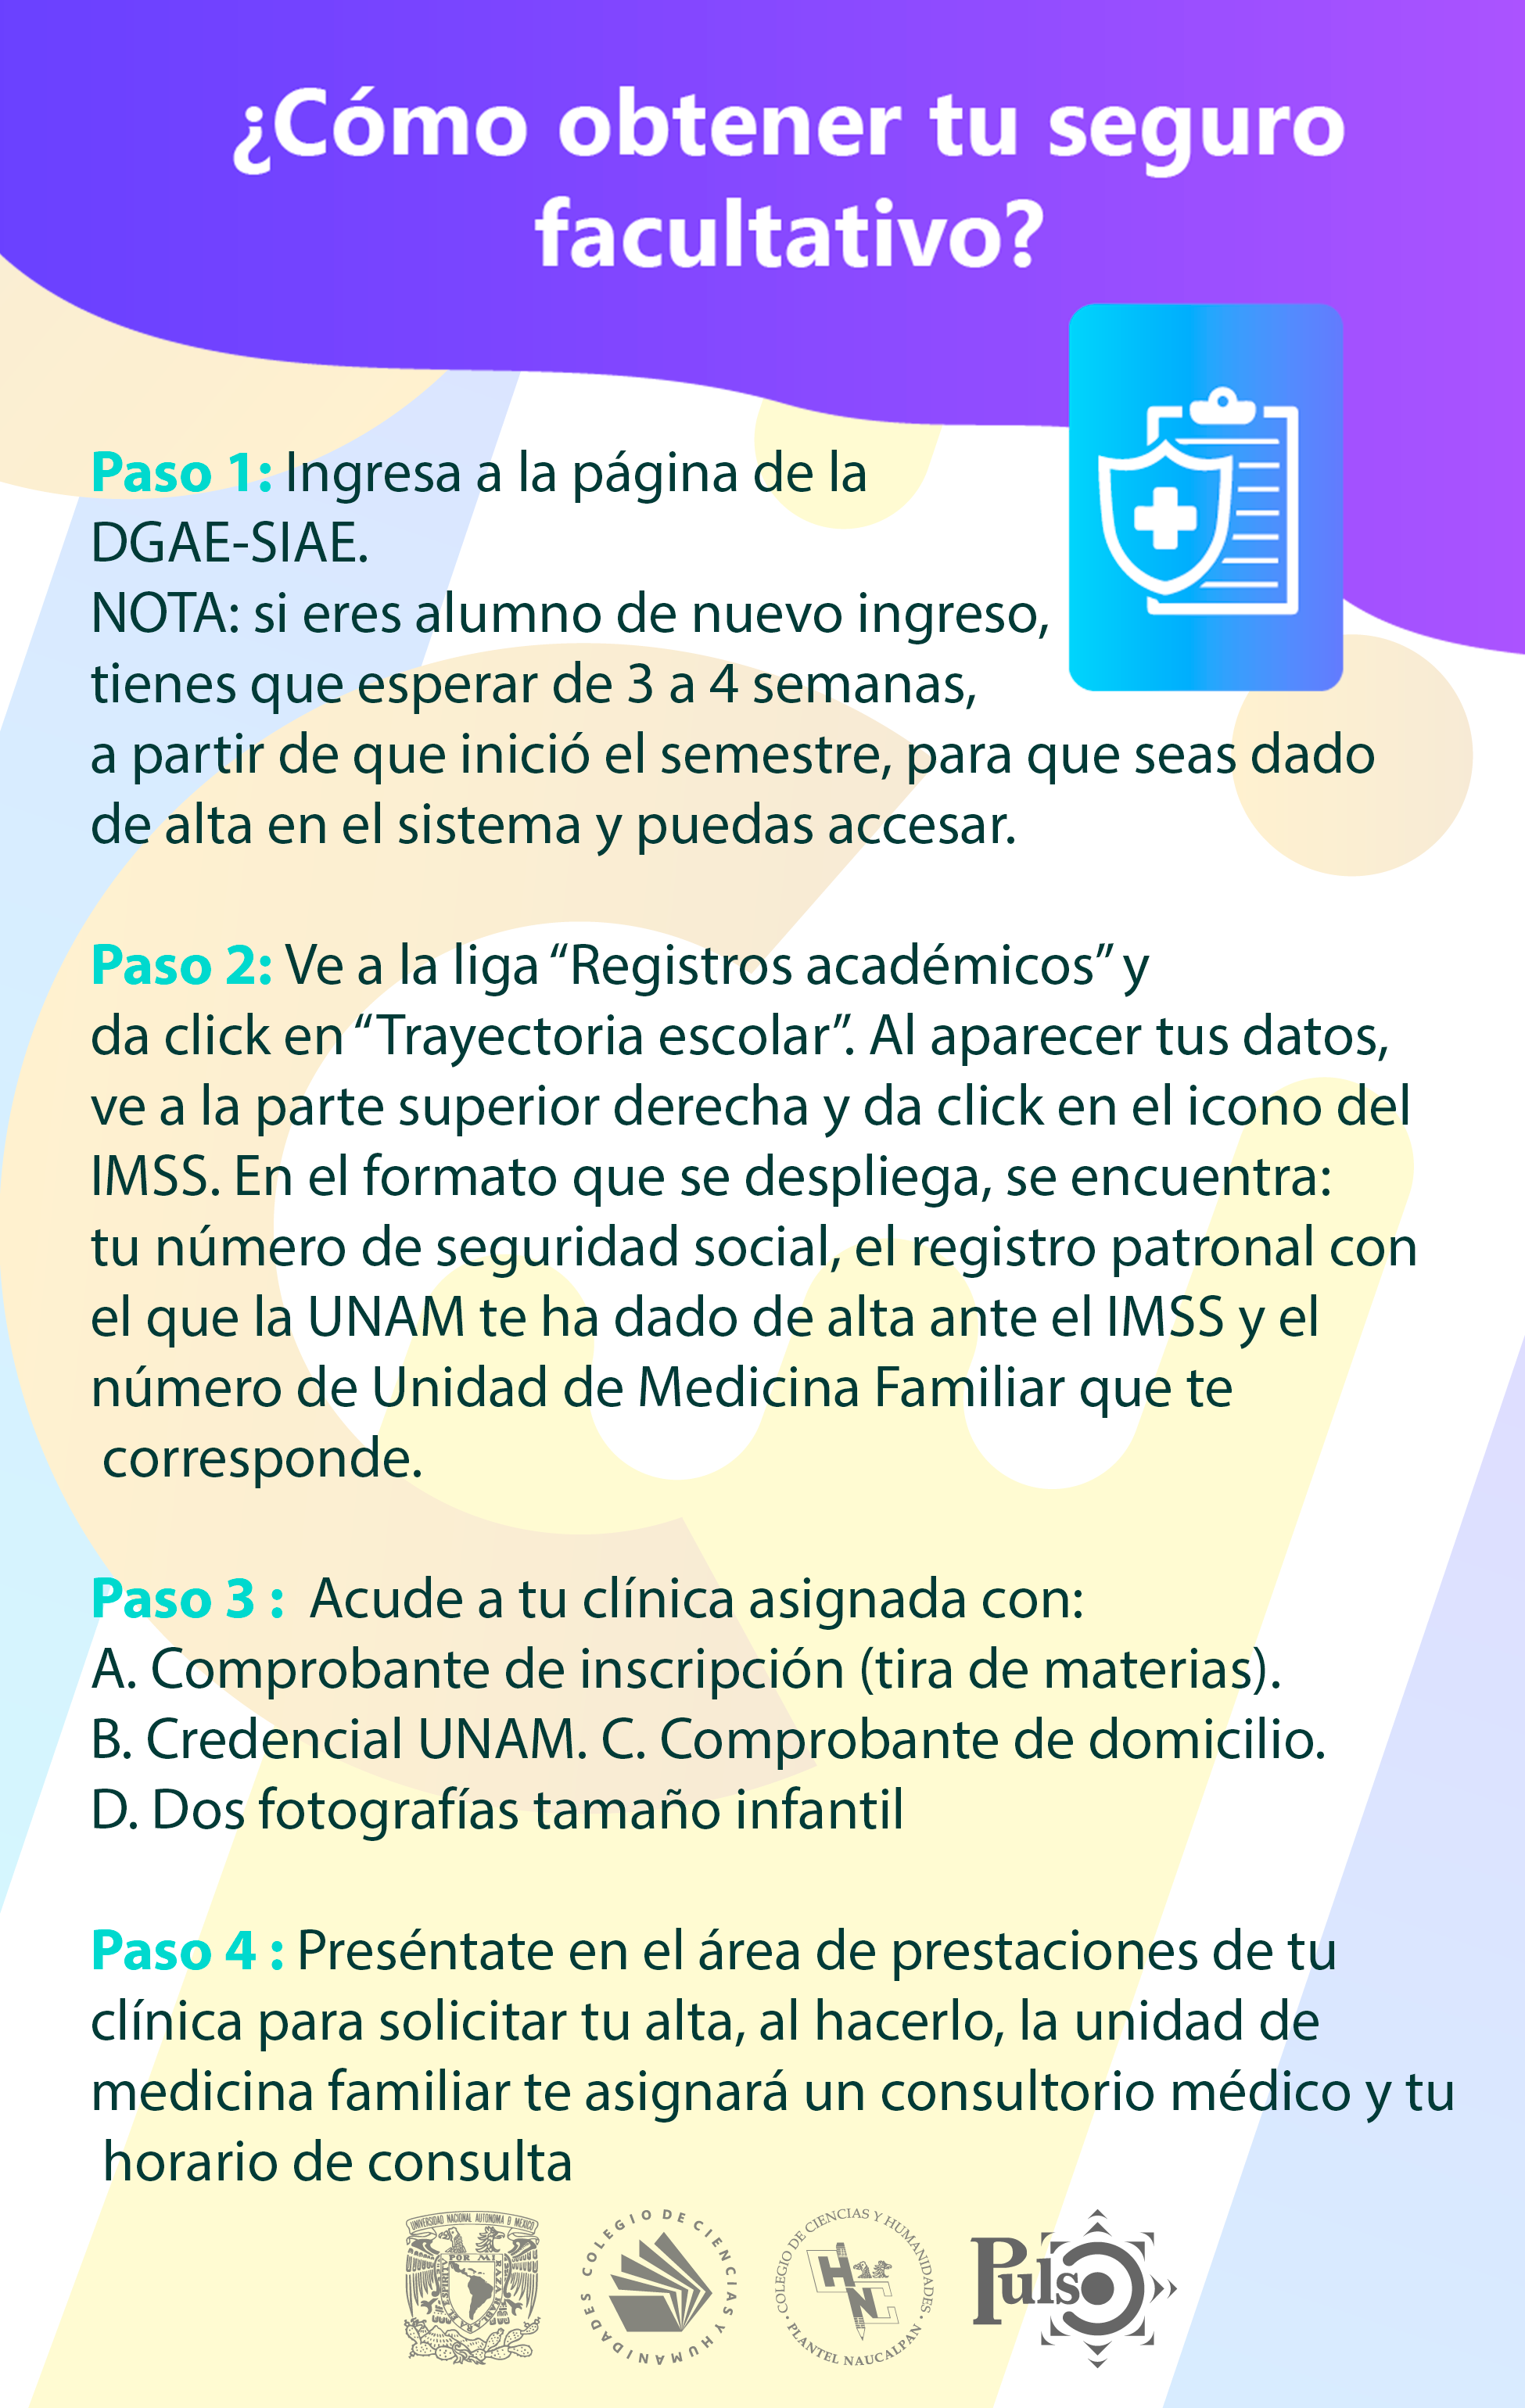 ¿Cómo obtener tu seguro
facultativo?
Paso 1: Ingresa a la página de la
DGAE-SIAE.
NOTA: si eres alumno de nuevo ingreso,
tienes que esperar de 3 a 4 semanas,
a partir de que inició el semestre, para que seas dado
de alta en el sistema y puedas accesar.
Paso 2: Ve a la liga “Registros académicos” y
da click en “Trayectoria escolar”. Al aparecer tus datos,
ve a la parte superior derecha y da click en el icono del
IMSS. En el formato que se despliega, se encuentra:
tu número de seguridad social, el registro patronal con
el que la UNAM te ha dado de alta ante el IMSS y el
número de Unidad de Medicina Familiar que te
corresponde.
Paso 3 : Acude a tu clínica asignada con:
A. Comprobante de inscripción (tira de materias).
B. Credencial UNAM. C. Comprobante de domicilio.
D. Dos fotografías tamaño infantil
Paso 4 : Preséntate en el área de prestaciones de tu
clínica para solicitar tu alta, al hacerlo, la unidad de
medicina familiar te asignará un consultorio médico y tu
horario de consulta
UNIVERSIDAD NACIONAL AUTONOMA D MEXICO
POR MI
COLEGIO DE CIENCIAS Y HUMANIDADES
COLEGIO DE CIENCIAS Y HUMANIDADES
HNC
• PLANTEL NAUCALPAN •
Pulso